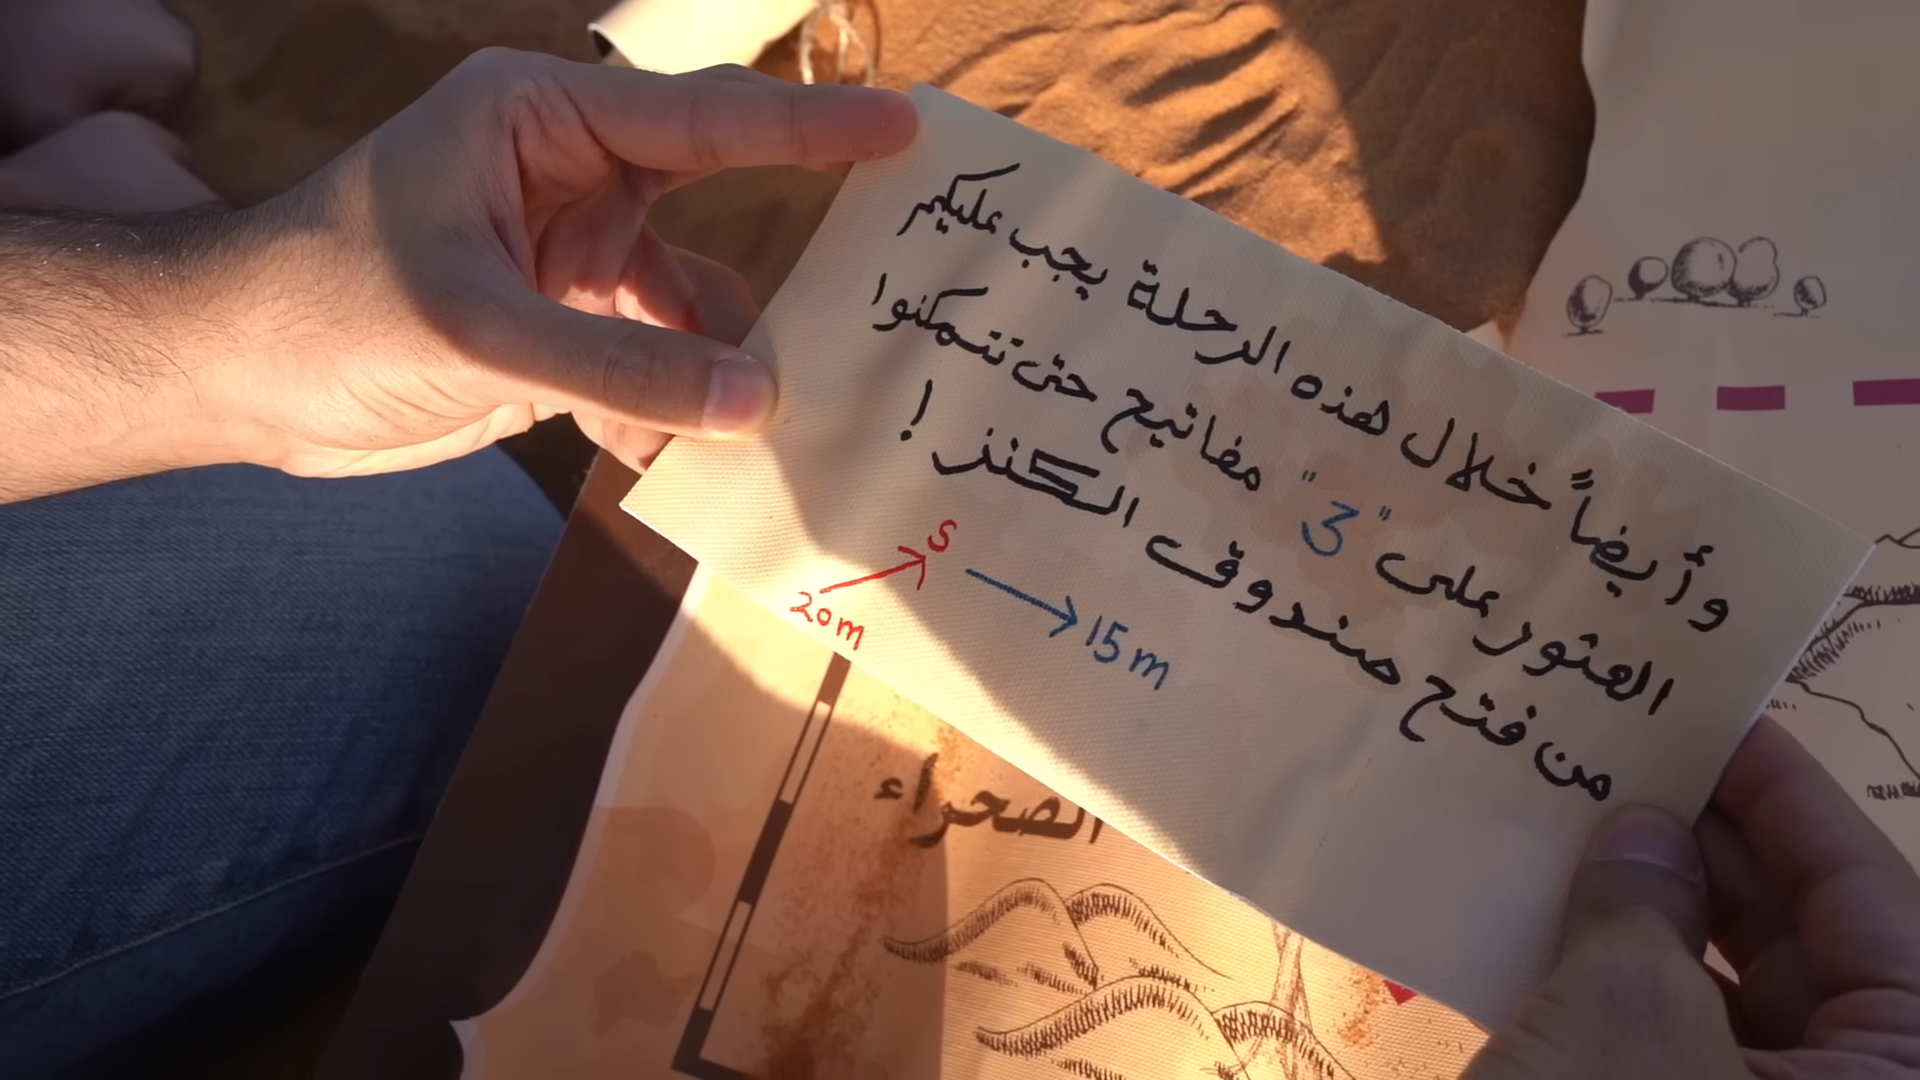 وأيضاً خلال هذه الرحلة يجب عليكم
العثور على "3" مفاتيح حتى تتمكنوا
من فتح صندوق الكنز !
S
20m
15m
الصحراء